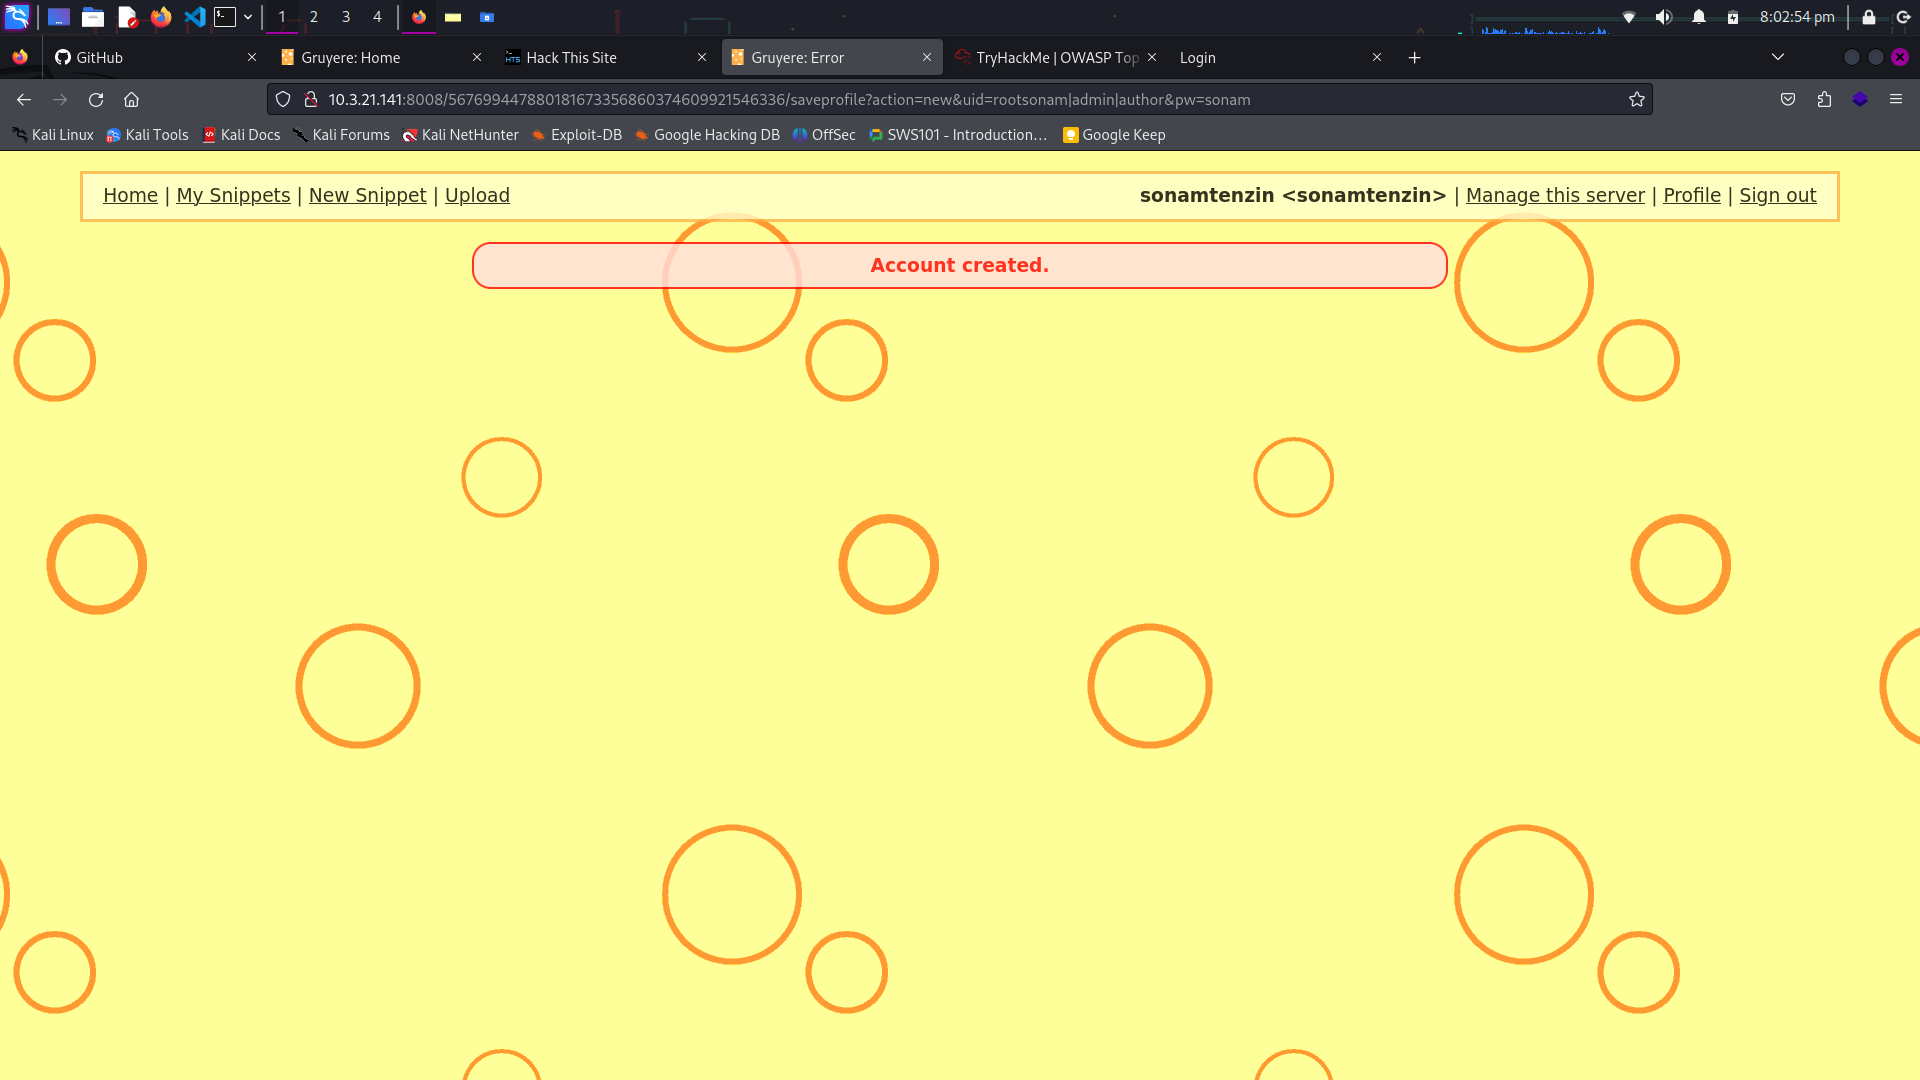 1 2 3 4 8:02:54 pm
GitHub Gruyere: Home Hack This Site Gruyere: Error TryHackMe | OWASP Top Login
10.3.21.141:8008/567699447880181673356860374609921546336/saveprofile?action=new&uid=rootsonam|admin|author&pw=sonam
Kali Linux Kali Tools Kali Docs Kali Forums Kali NetHunter Exploit-DB Google Hacking DB OffSec SWS101 - Introduction... Google Keep
Home | My Snippets | New Snippet | Upload sonamtenzin <sonamtenzin> | Manage this server | Profile | Sign out
Account created.